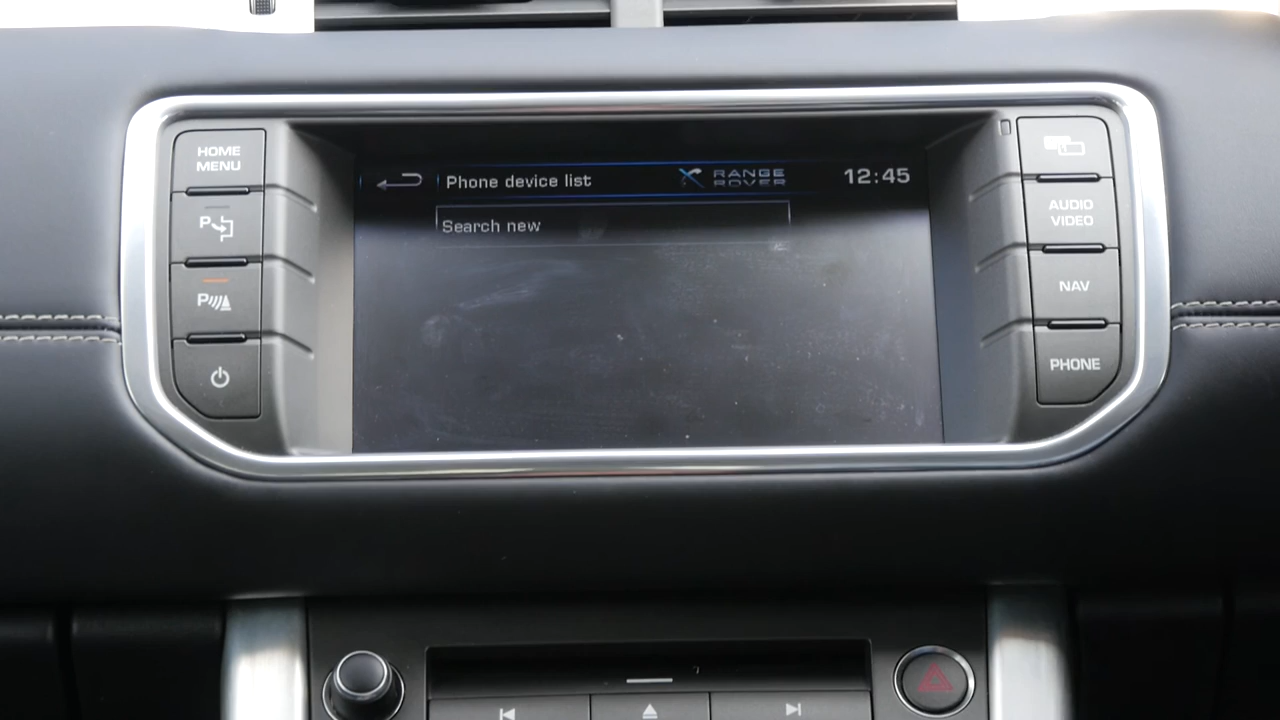 HOME
MENU
P
P
Phone device list
RANGE
ROVER
12:45
Search new
AUDIO
VIDEO
NAV
PHONE